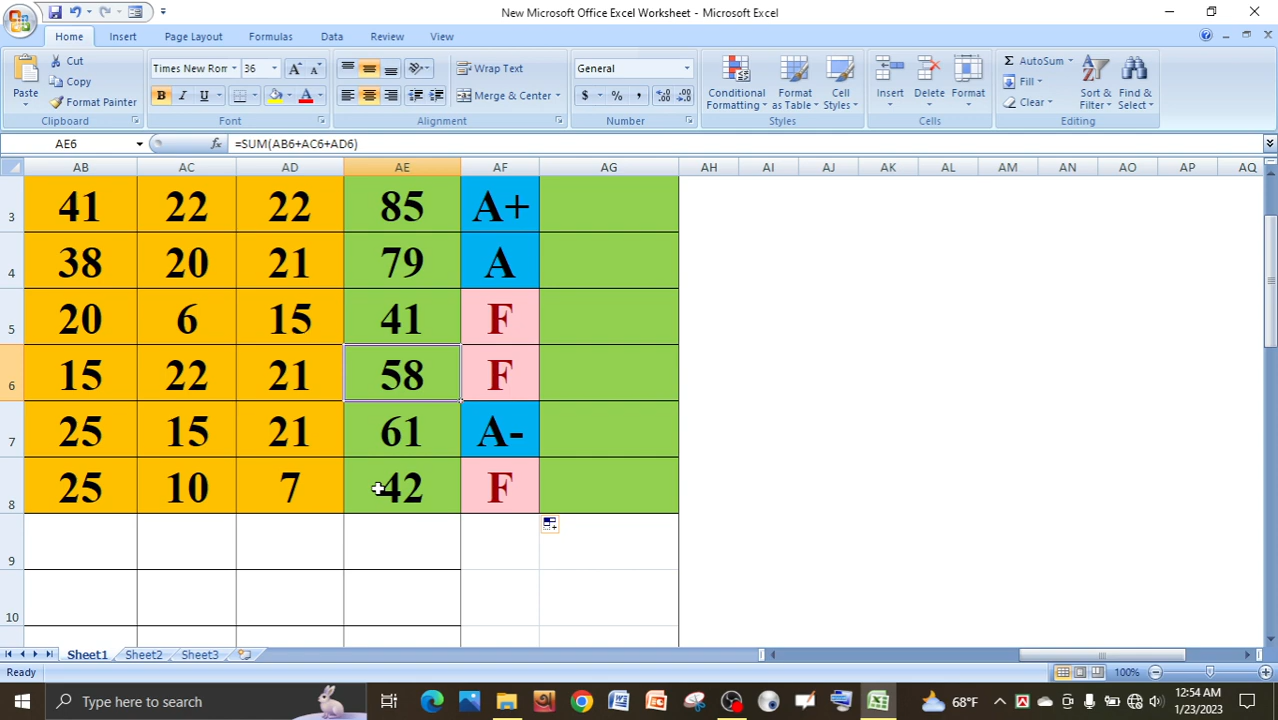 New Microsoft Office Excel Worksheet - Microsoft Excel
Home Insert Page Layout Formulas Data Review View
Paste Cut Copy Format Painter Clipboard
Times New Ron 36 B I U A A A Font
Wrap Text Merge & Center Alignment
General $ % , Number
Conditional Formatting Format as Table Cell Styles Styles
Insert Delete Format Cells
Σ AutoSum Fill Clear Sort & Filter Find & Select Editing
AE6 fx =SUM(AB6+AC6+AD6)
AB AC AD AE AF AG AH AI AJ AK AL AM AN AO AP AQ
3 41 22 22 85 A+
4 38 20 21 79 A
5 20 6 15 41 F
6 15 22 21 58 F
7 25 15 21 61 A-
8 25 10 7 42 F
9
10
Sheet1 Sheet2 Sheet3
Ready 100%
Type here to search 68°F 12:54 AM
1/23/2023